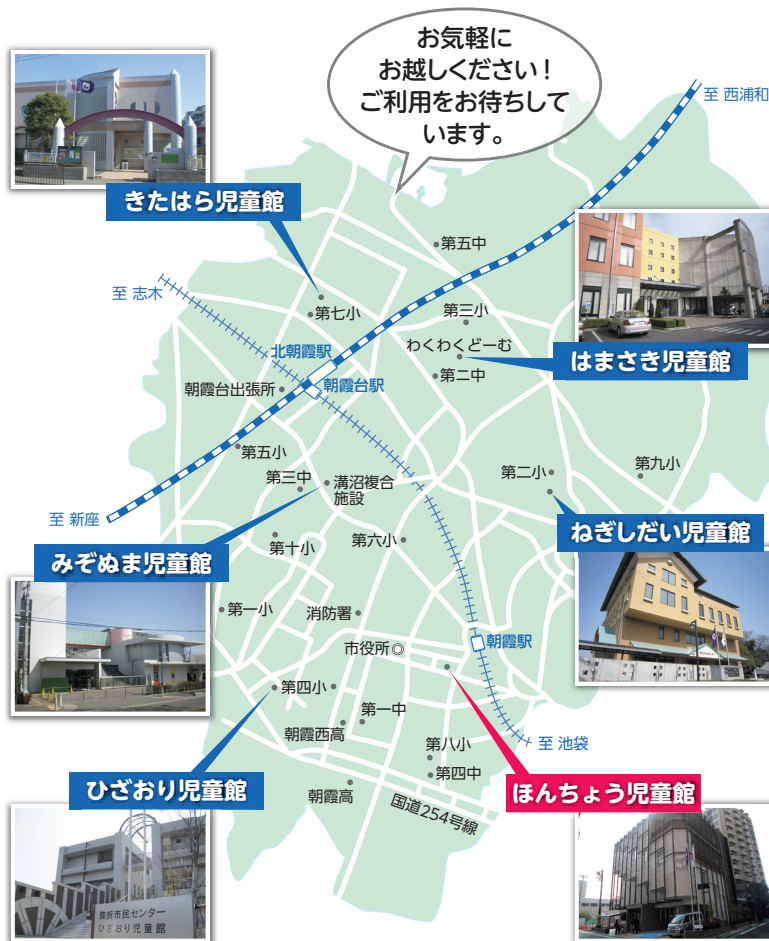 お気軽に
お越しください！
ご利用をお待ちして
います。
至 西浦和
きたはら児童館
第五中
至 志木
第七小
第三小
北朝霞駅
わくわくどーむ
はまさき児童館
朝霞台出張所
朝霞台駅
第二中
第五小
第三中
溝沼複合
施設
第二小
第九小
至 新座
ねぎしだい児童館
みぞぬま児童館
第十小
第六小
第一小
消防署
市役所◎
朝霞駅
第四小
第一中
朝霞西高
至 池袋
第八小
第四中
ひざおり児童館
朝霞高
国道254号線
ほんちょう児童館
膝折市民センター
ひざおり児童館